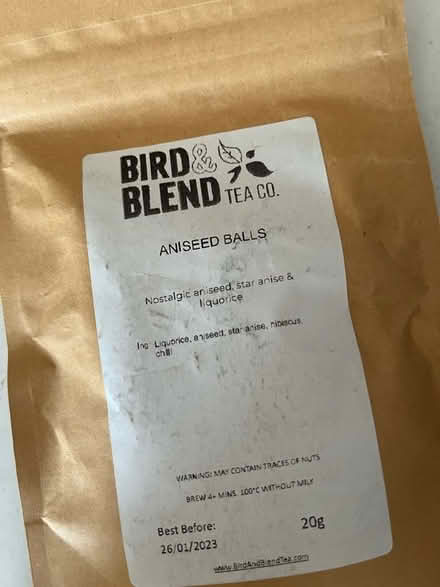 BIRD &
BLEND TEA CO.
ANISEED BALLS
Nostalgic aniseed, star anise &
liquorice
Ing: Liquorice, aniseed, star anise, hibiscus,
chilli
WARNING! MAY CONTAIN TRACES OF NUTS
BREW 4+ MINS. 100°C WITHOUT MILK
Best Before: 20g
26/01/2023
www.BirdAndBlendTea.com